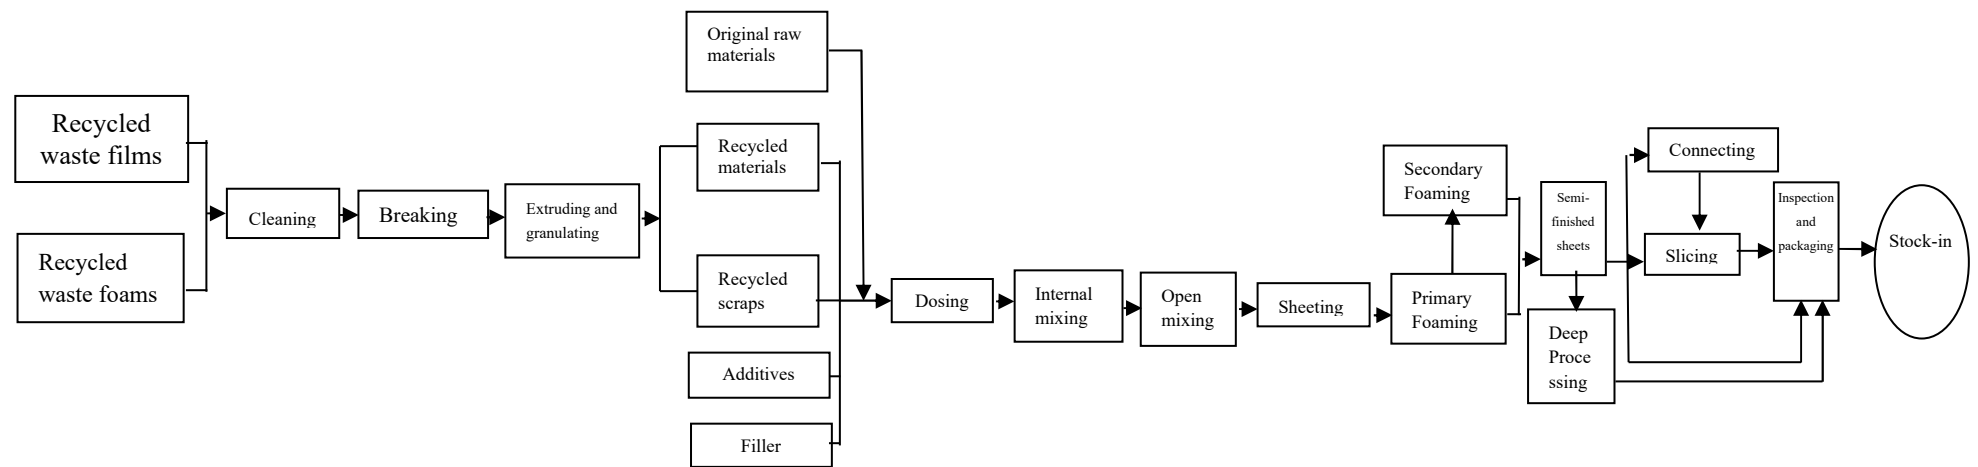 Original raw
materials
Recycled
waste films
Recycled
waste foams
Cleaning
Breaking
Extruding and
granulating
Recycled
materials
Recycled
scraps
Additives
Filler
Dosing
Internal
mixing
Open
mixing
Sheeting
Secondary
Foaming
Primary
Foaming
Semi-
finished
sheets
Deep
Proce
ssing
Connecting
Slicing
Inspection
and
packaging
Stock-in